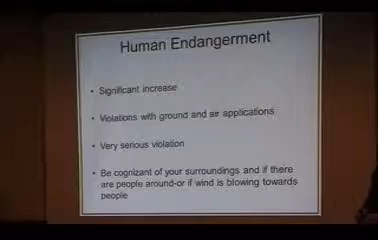 Human Endangerment
• Significant increase
• Violations with ground and air applications
• Very serious violation
• Be cognizant of your surroundings and if there
are people around-or if wind is blowing towards
people